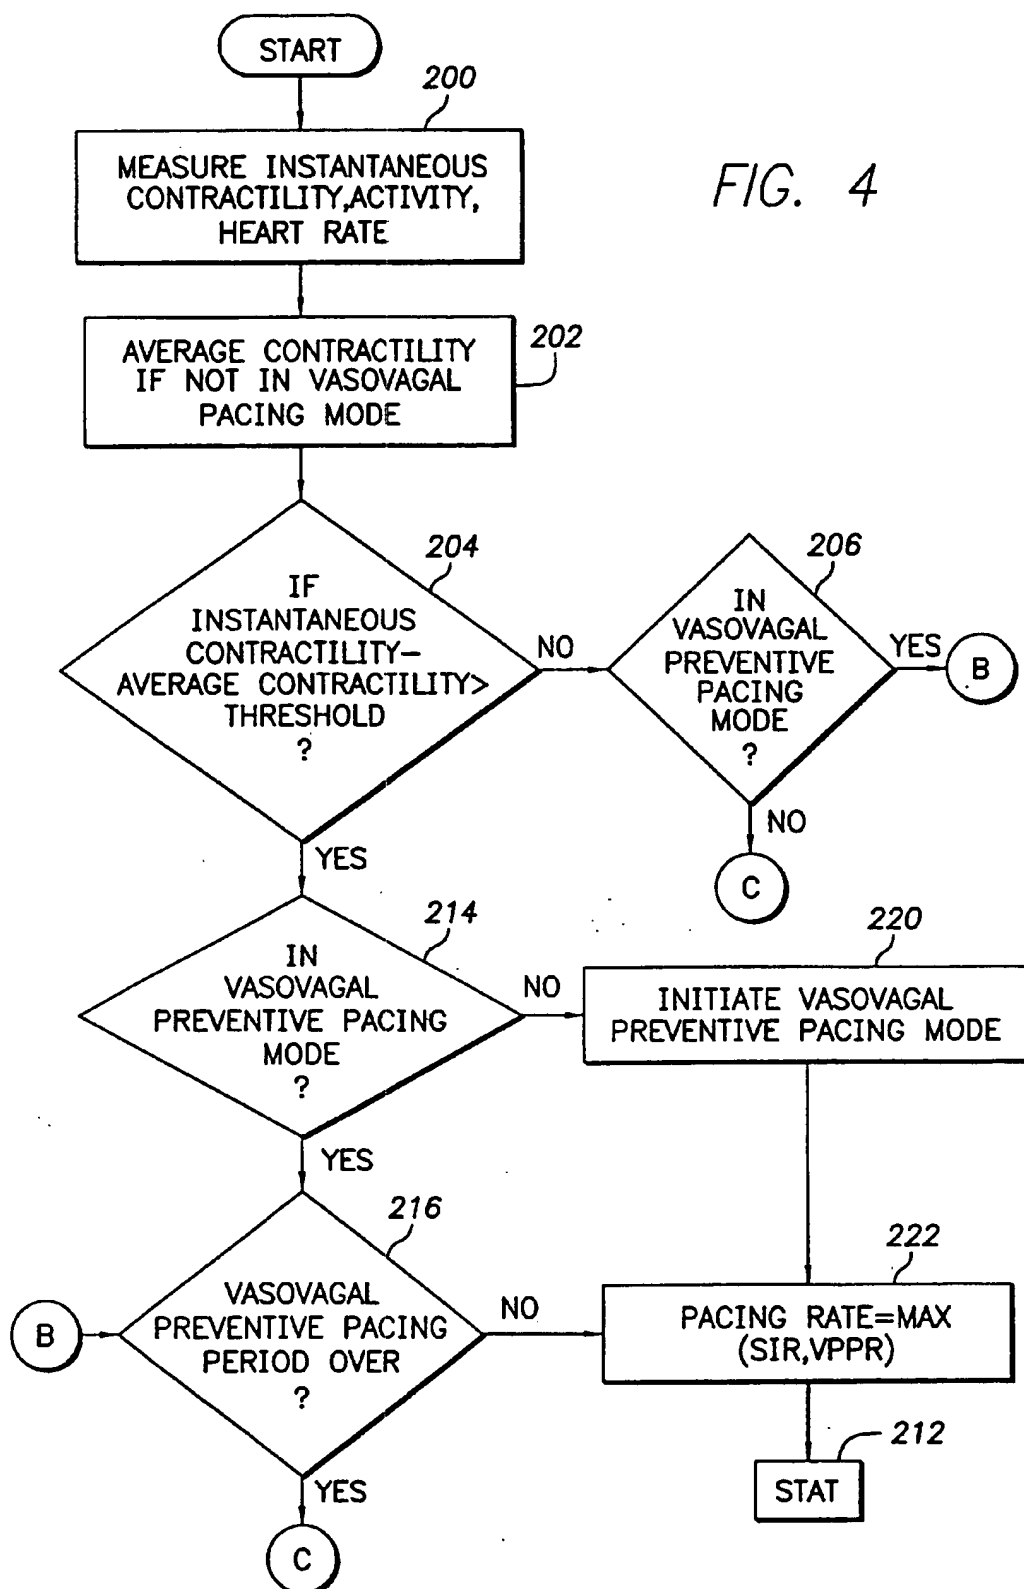 START
200
MEASURE INSTANTANEOUS
CONTRACTILITY,ACTIVITY,
HEART RATE
FIG. 4
202
AVERAGE CONTRACTILITY
IF NOT IN VASOVAGAL
PACING MODE
204
IF
INSTANTANEOUS
CONTRACTILITY–
AVERAGE CONTRACTILITY>
THRESHOLD
?
NO
206
IN
VASOVAGAL
PREVENTIVE
PACING
MODE
?
YES
B
NO
C
YES
214
IN
VASOVAGAL
PREVENTIVE PACING
MODE
?
NO
220
INITIATE VASOVAGAL
PREVENTIVE PACING MODE
YES
216
B
VASOVAGAL
PREVENTIVE PACING
PERIOD OVER
?
NO
222
PACING RATE=MAX
(SIR,VPPR)
212
STAT
YES
C